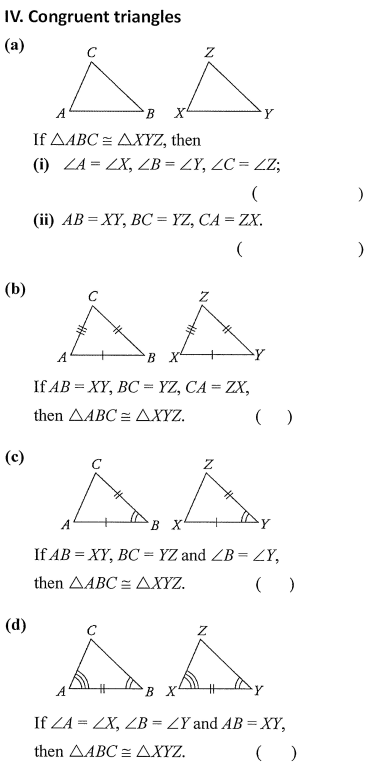 IV. Congruent triangles
(a)
C Z
A B X Y
If △ABC ≅ △XYZ, then
(i) ∠A = ∠X, ∠B = ∠Y, ∠C = ∠Z;
( )
(ii) AB = XY, BC = YZ, CA = ZX.
( )
(b)
C Z
A B X Y
If AB = XY, BC = YZ, CA = ZX,
then △ABC ≅ △XYZ. ( )
(c)
C Z
A B X Y
If AB = XY, BC = YZ and ∠B = ∠Y,
then △ABC ≅ △XYZ. ( )
(d)
C Z
A B X Y
If ∠A = ∠X, ∠B = ∠Y and AB = XY,
then △ABC ≅ △XYZ. ( )